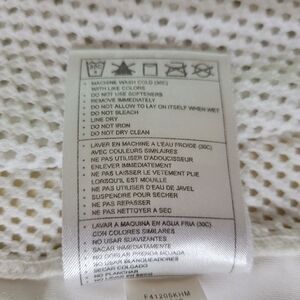 - MACHINE WASH COLD (30C)
WITH LIKE COLORS
- DO NOT USE SOFTENERS
- REMOVE IMMEDIATELY
- DO NOT ALLOW TO LAY ON ITSELF WHEN WET
- DO NOT BLEACH
- LINE DRY
- DO NOT IRON
- DO NOT DRY CLEAN
- LAVER EN MACHINE A L'EAU FROIDE (30C)
AVEC COULEURS SIMILAIRES
- NE PAS UTILISER D'ADOUCISSEUR
- ENLEVER IMMEDIATEMENT
- NE PAS LAISSER LE VETEMENT PLIE
LORSQU'IL EST MOUILLE
- NE PAS UTILISER D'EAU DE JAVEL
- SUSPENDRE POUR SECHER
- NE PAS REPASSER
- NE PAS NETTOYER A SEC
- LAVAR A MAQUINA EN AGUA FRIA (30C)
CON COLORES SIMILARES
- NO USAR SUAVIZANTES
- SACAR INMEDIATAMENTE
- NO DOBLAR MOJADO
- NO USAR BLANQUEADORES
- SECAR COLGADO
- NO PLANCHAR